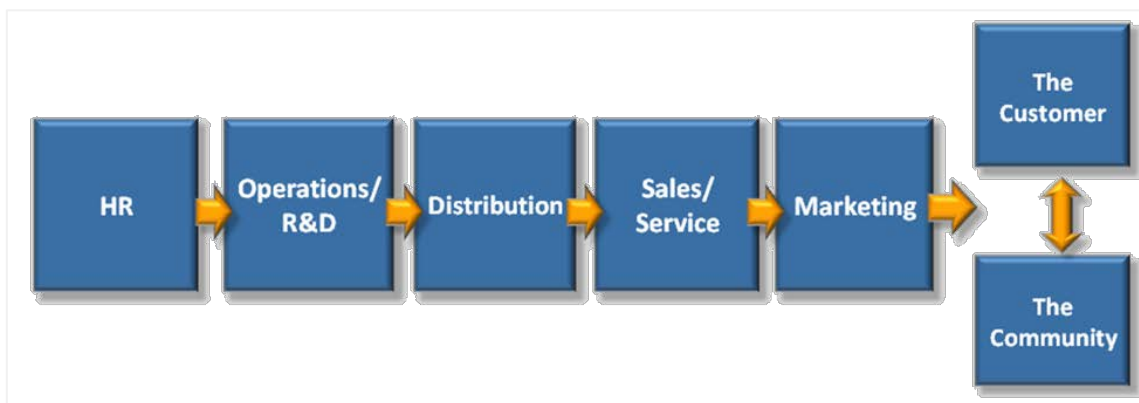 HR
Operations/
R&D
Distribution
Sales/
Service
Marketing
The
Customer
The
Community